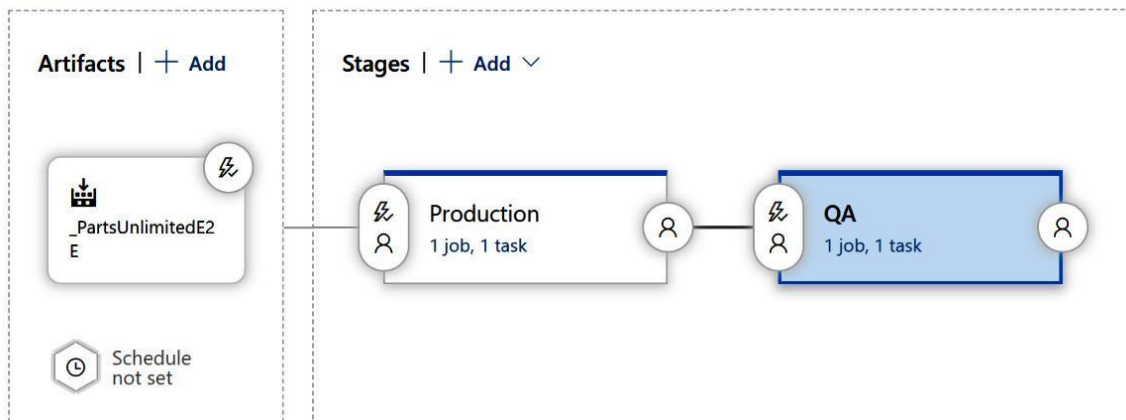 Artifacts | + Add
Stages | + Add
_PartsUnlimitedE2
E
Production
1 job, 1 task
QA
1 job, 1 task
Schedule
not set